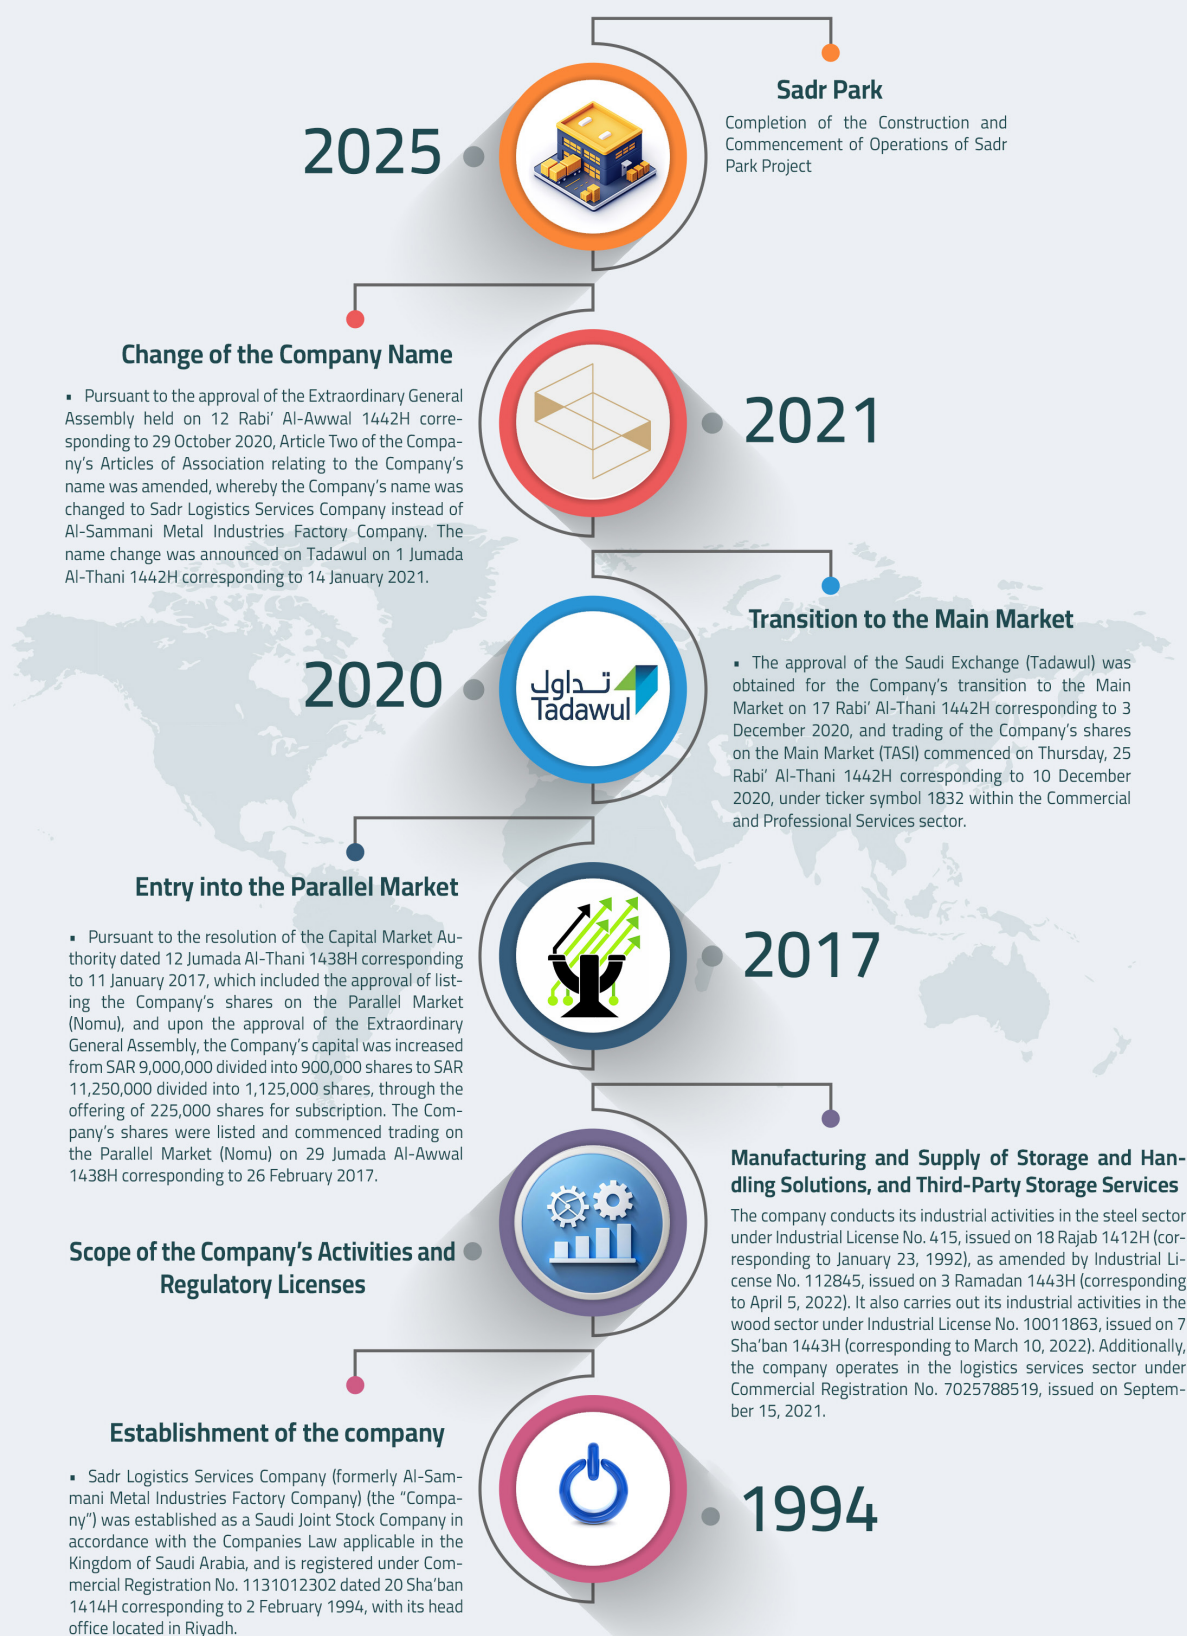 Sadr Park
2025
Completion of the Construction and
Commencement of Operations of Sadr
Park Project
Change of the Company Name
2021
▪ Pursuant to the approval of the Extraordinary General
Assembly held on 12 Rabi’ Al-Awwal 1442H corre-
sponding to 29 October 2020, Article Two of the Compa-
ny’s Articles of Association relating to the Company’s
name was amended, whereby the Company’s name was
changed to Sadr Logistics Services Company instead of
Al-Sammani Metal Industries Factory Company. The
name change was announced on Tadawul on 1 Jumada
Al-Thani 1442H corresponding to 14 January 2021.
Transition to the Main Market
2020
تداول
Tadawul
▪ The approval of the Saudi Exchange (Tadawul) was
obtained for the Company’s transition to the Main
Market on 17 Rabi’ Al-Thani 1442H corresponding to 3
December 2020, and trading of the Company’s shares
on the Main Market (TASI) commenced on Thursday, 25
Rabi’ Al-Thani 1442H corresponding to 10 December
2020, under ticker symbol 1832 within the Commercial
and Professional Services sector.
Entry into the Parallel Market
2017
▪ Pursuant to the resolution of the Capital Market Au-
thority dated 12 Jumada Al-Thani 1438H corresponding
to 11 January 2017, which included the approval of list-
ing the Company’s shares on the Parallel Market
(Nomu), and upon the approval of the Extraordinary
General Assembly, the Company’s capital was increased
from SAR 9,000,000 divided into 900,000 shares to SAR
11,250,000 divided into 1,125,000 shares, through the
offering of 225,000 shares for subscription. The Com-
pany’s shares were listed and commenced trading on
the Parallel Market (Nomu) on 29 Jumada Al-Awwal
1438H corresponding to 26 February 2017.
Scope of the Company’s Activities and
Regulatory Licenses
Manufacturing and Supply of Storage and Han-
dling Solutions, and Third-Party Storage Services
The company conducts its industrial activities in the steel sector
under Industrial License No. 415, issued on 18 Rajab 1412H (cor-
responding to January 23, 1992), as amended by Industrial Li-
cense No. 112845, issued on 3 Ramadan 1443H (corresponding
to April 5, 2022). It also carries out its industrial activities in the
wood sector under Industrial License No. 10011863, issued on 7
Sha’ban 1443H (corresponding to March 10, 2022). Additionally,
the company operates in the logistics services sector under
Commercial Registration No. 7025788519, issued on Septem-
ber 15, 2021.
Establishment of the company
1994
▪ Sadr Logistics Services Company (formerly Al-Sam-
mani Metal Industries Factory Company) (the “Compa-
ny”) was established as a Saudi Joint Stock Company in
accordance with the Companies Law applicable in the
Kingdom of Saudi Arabia, and is registered under Com-
mercial Registration No. 1131012302 dated 20 Sha’ban
1414H corresponding to 2 February 1994, with its head
office located in Riyadh.